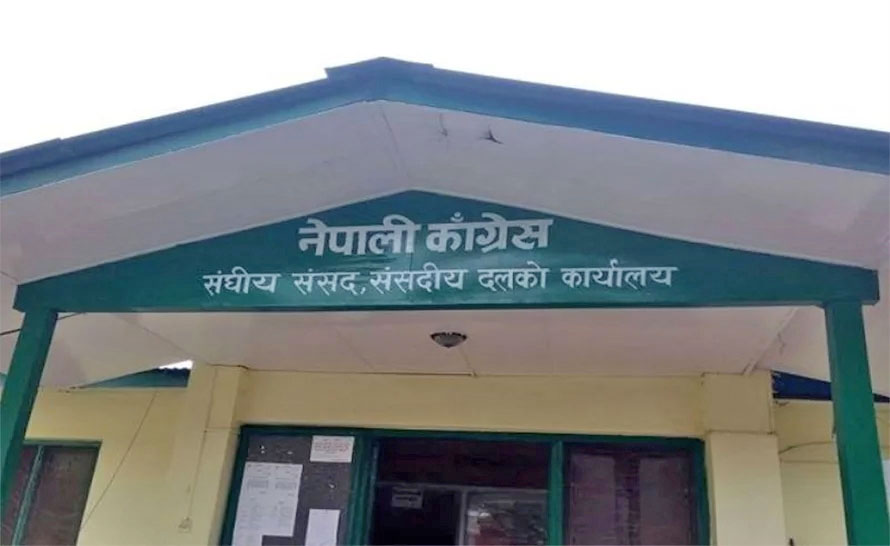 नेपाली काँग्रेस
संघीय संसद, संसदीय दलको कार्यालय